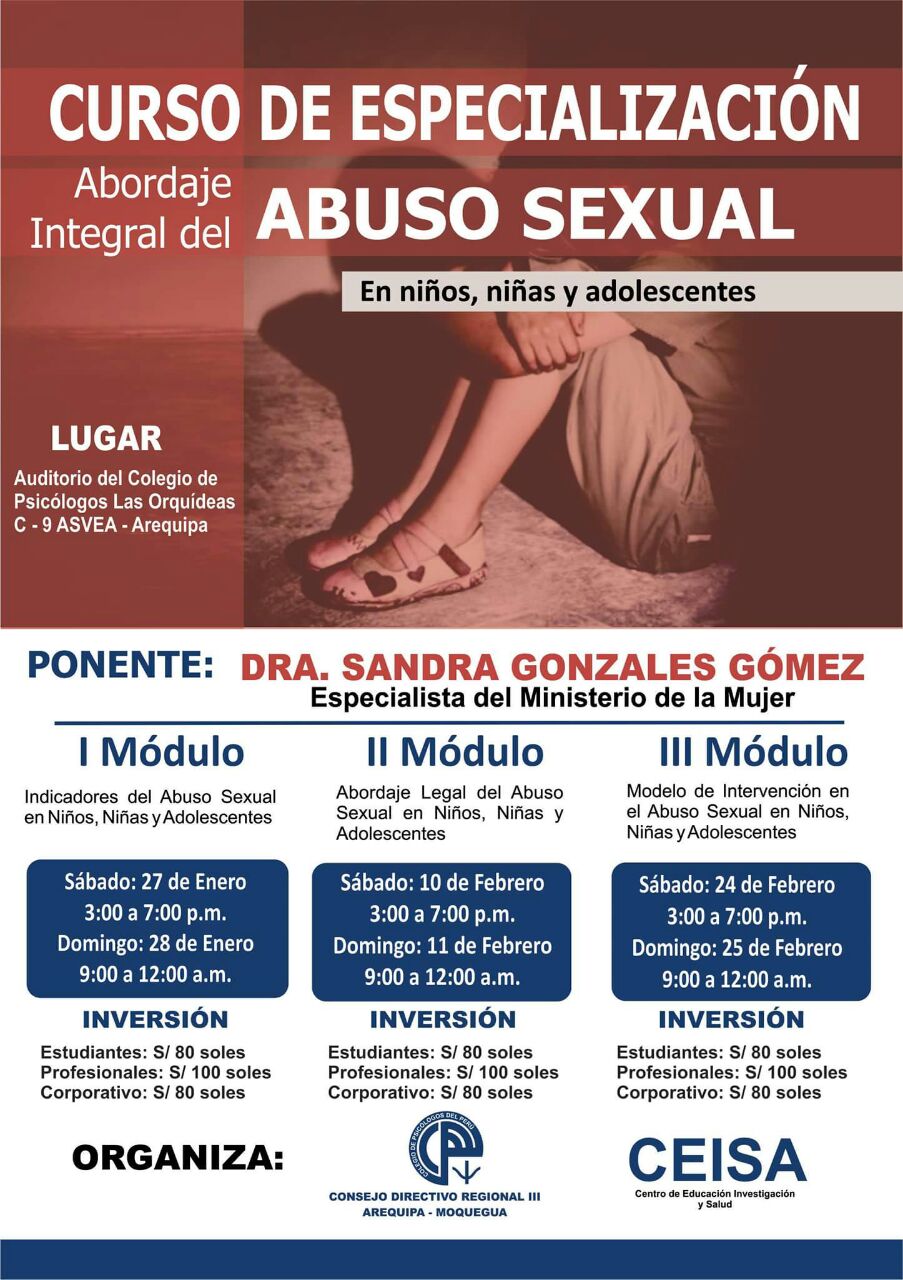 CURSO DE ESPECIALIZACIÓN
Abordaje
Integral del
ABUSO SEXUAL
En niños, niñas y adolescentes
LUGAR
Auditorio del Colegio de
Psicólogos Las Orquídeas
C - 9 ASVEA - Arequipa
PONENTE: DRA. SANDRA GONZALES GÓMEZ
Especialista del Ministerio de la Mujer
I Módulo
Indicadores del Abuso Sexual
en Niños, Niñas y Adolescentes
Sábado: 27 de Enero
3:00 a 7:00 p.m.
Domingo: 28 de Enero
9:00 a 12:00 a.m.
INVERSIÓN
Estudiantes: S/ 80 soles
Profesionales: S/ 100 soles
Corporativo: S/ 80 soles
II Módulo
Abordaje Legal del Abuso
Sexual en Niños, Niñas y
Adolescentes
Sábado: 10 de Febrero
3:00 a 7:00 p.m.
Domingo: 11 de Febrero
9:00 a 12:00 a.m.
INVERSIÓN
Estudiantes: S/ 80 soles
Profesionales: S/ 100 soles
Corporativo: S/ 80 soles
III Módulo
Modelo de Intervención en
el Abuso Sexual en Niños,
Niñas y Adolescentes
Sábado: 24 de Febrero
3:00 a 7:00 p.m.
Domingo: 25 de Febrero
9:00 a 12:00 a.m.
INVERSIÓN
Estudiantes: S/ 80 soles
Profesionales: S/ 100 soles
Corporativo: S/ 80 soles
ORGANIZA:
COLEGIO DE PSICÓLOGOS DEL PERÚ
CONSEJO DIRECTIVO REGIONAL III
AREQUIPA - MOQUEGUA
CEISA
Centro de Educación Investigación
y Salud